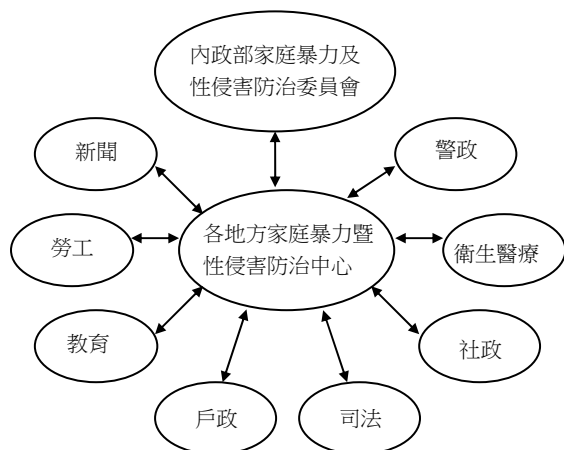 內政部家庭暴力及
性侵害防治委員會
新聞
警政
各地方家庭暴力暨
性侵害防治中心
勞工
衛生醫療
教育
社政
戶政
司法